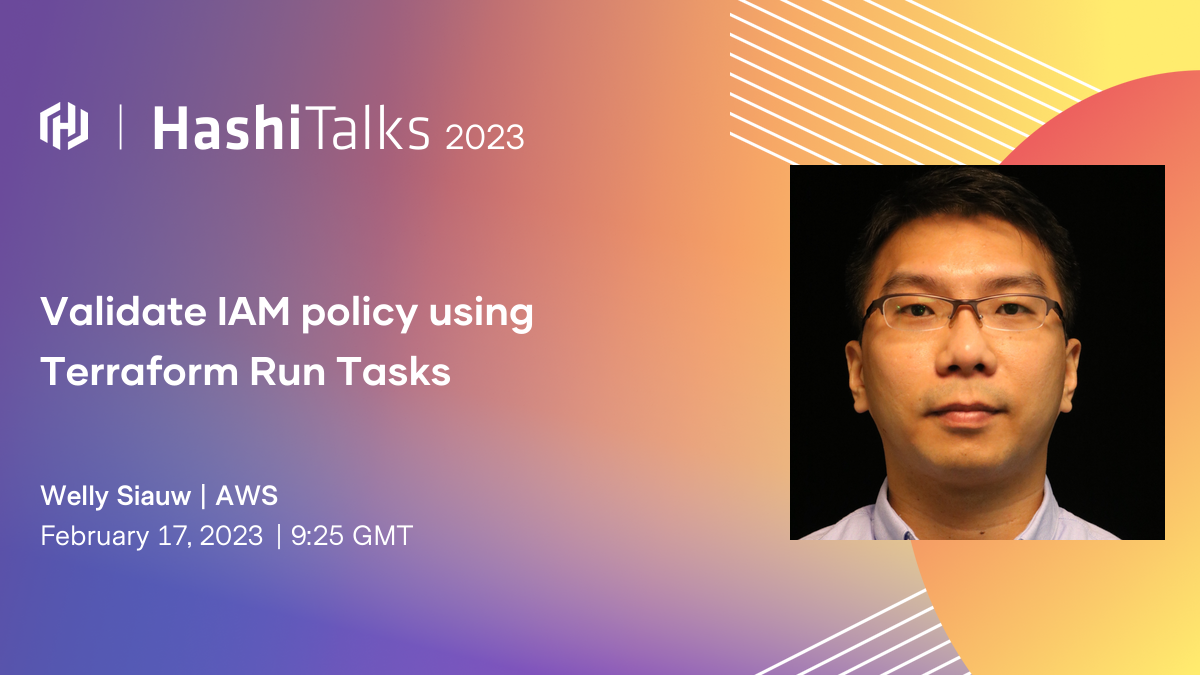 HashiTalks 2023
Validate IAM policy using
Terraform Run Tasks
Welly Siauw | AWS
February 17, 2023 | 9:25 GMT